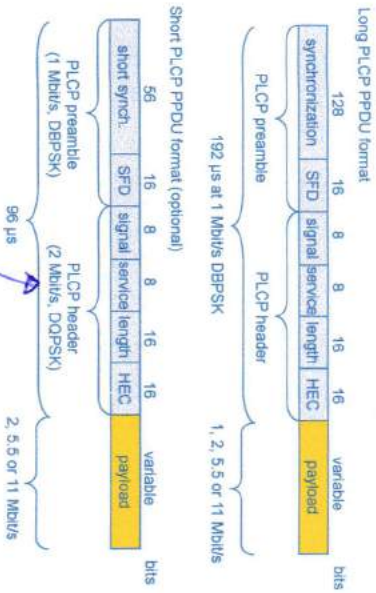 Long PLCP PPDU format
128 16 8 8 16 16 variable bits
synchronization SFD signal service length HEC payload
PLCP preamble PLCP header
192 µs at 1 Mbit/s DBPSK 1, 2, 5.5 or 11 Mbit/s
Short PLCP PPDU format (optional)
56 16 8 8 16 16 variable bits
short synch. SFD signal service length HEC payload
PLCP preamble PLCP header
(1 Mbit/s, DBPSK) (2 Mbit/s, DQPSK)
96 µs 2, 5.5 or 11 Mbit/s